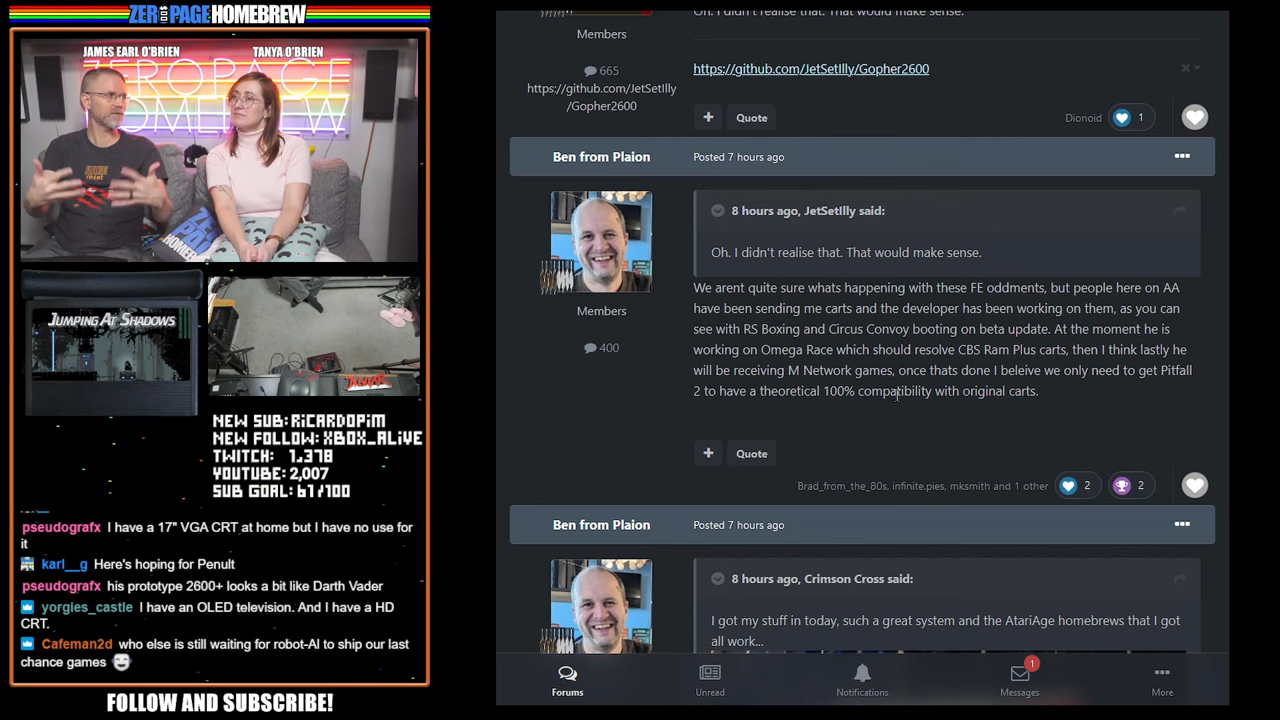 ZEROPAGE HOMEBREW
JAMES EARL O'BRIEN
TANYA O'BRIEN
ZEROPAGE
HOMEBREW
JUMPING AT SHADOWS
NEW SUB: RICARDOPIM
NEW FOLLOW: XBOX_ALIVE
TWITCH: 1,378
YOUTUBE: 2,007
SUB GOAL: 67/100
pseudografx I have a 17" VGA CRT at home but I have no use for
it
karl__g Here's hoping for Penult
pseudografx his prototype 2600+ looks a bit like Darth Vader
yorgies_castle I have an OLED television. And I have a HD
CRT.
Cafeman2d who else is still waiting for robot-Al to ship our last
chance games
FOLLOW AND SUBSCRIBE!
Oh. I didn't realise that. That would make sense.
Members
665
https://github.com/JetSetIlly
/Gopher2600
https://github.com/JetSetIlly/Gopher2600
+ Quote
Dionoid 1
Ben from Plaion
Posted 7 hours ago
8 hours ago, JetSetIlly said:
Oh. I didn't realise that. That would make sense.
Members
400
We arent quite sure whats happening with these FE oddments, but people here on AA
have been sending me carts and the developer has been working on them, as you can
see with RS Boxing and Circus Convoy booting on beta update. At the moment he is
working on Omega Race which should resolve CBS Ram Plus carts, then I think lastly he
will be receiving M Network games, once thats done I beleive we only need to get Pitfall
2 to have a theoretical 100% compatibility with original carts.
+ Quote
Brad_from_the_80s, infinite.pies, mksmith and 1 other 2 2
Ben from Plaion
Posted 7 hours ago
8 hours ago, Crimson Cross said:
I got my stuff in today, such a great system and the AtariAge homebrews that I got
all work...
1
Forums
Unread
Notifications
Messages
More